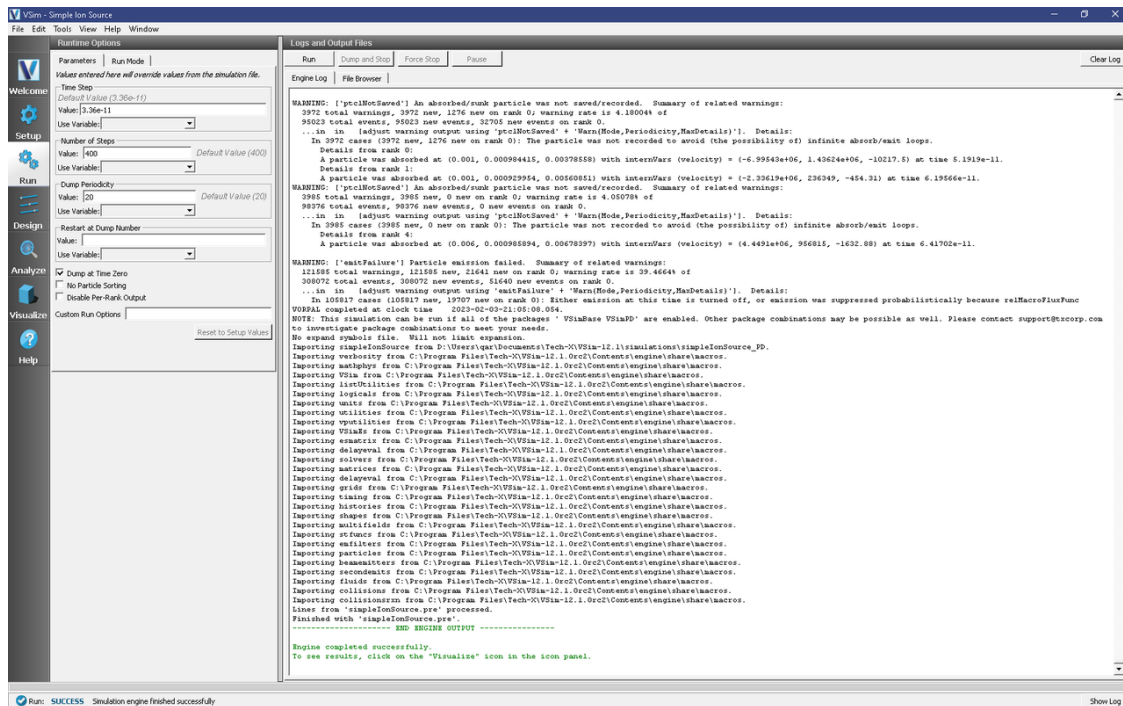 VSim - Simple Ion Source
File Edit Tools View Help Window
Welcome
Setup
Run
Design
Analyze
Visualize
Help
Runtime Options
Parameters Run Mode
Values entered here will override values from the simulation file.
Time Step
Default Value (3.36e-11)
Value: 3.36e-11
Use Variable:
Number of Steps
Value: 400 Default Value (400)
Use Variable:
Dump Periodicity
Value: 20 Default Value (20)
Use Variable:
Restart at Dump Number
Value:
Use Variable:
Dump at Time Zero
No Particle Sorting
Disable Per-Rank Output
Custom Run Options
Reset to Setup Values
Logs and Output Files
Run Dump and Stop Force Stop Pause Clear Log
Engine Log File Browser
WARNING: ['ptclNotSaved'] An absorbed/sunk particle was not saved/recorded. Summary of related warnings:
3972 total warnings, 3972 new, 1276 new on rank 0; warning rate is 4.18004% of
95023 total events, 95023 new events, 32705 new events on rank 0.
...in in [adjust warning output using 'ptclNotSaved' + 'Warn{Mode,Periodicity,MaxDetails}']. Details:
In 3972 cases (3972 new, 1276 new on rank 0): The particle was not recorded to avoid (the possibility of) infinite absorb/emit loops.
Details from rank 0:
A particle was absorbed at (0.001, 0.000984415, 0.00378558) with internVars (velocity) = (-6.99543e+06, 1.43624e+06, -10217.5) at time 5.1919e-11.
Details from rank 1:
A particle was absorbed at (0.001, 0.000929954, 0.00560851) with internVars (velocity) = (-2.33619e+06, 236349, -454.31) at time 6.19566e-11.
WARNING: ['ptclNotSaved'] An absorbed/sunk particle was not saved/recorded. Summary of related warnings:
3985 total warnings, 3985 new, 0 new on rank 0; warning rate is 4.05078% of
98376 total events, 98376 new events, 0 new events on rank 0.
...in in [adjust warning output using 'ptclNotSaved' + 'Warn{Mode,Periodicity,MaxDetails}']. Details:
In 3985 cases (3985 new, 0 new on rank 0): The particle was not recorded to avoid (the possibility of) infinite absorb/emit loops.
Details from rank 4:
A particle was absorbed at (0.006, 0.000985894, 0.00678397) with internVars (velocity) = (4.4491e+06, 956815, -1632.88) at time 6.41702e-11.
WARNING: ['emitFailure'] Particle emission failed. Summary of related warnings:
121585 total warnings, 121585 new, 21641 new on rank 0; warning rate is 39.4664% of
308072 total events, 308072 new events, 51640 new events on rank 0.
...in in [adjust warning output using 'emitFailure' + 'Warn{Mode,Periodicity,MaxDetails}']. Details:
In 105817 cases (105817 new, 19707 new on rank 0): Either emission at this time is turned off, or emission was suppressed probabilistically because relMacroFluxFunc
VORPAL completed at clock time 2023-02-03-21:05:08.054.
NOTE: This simulation can be run if all of the packages ' VSimBase VSimPD' are enabled. Other package combinations may be possible as well. Please contact support@txcorp.com
to investigate package combinations to meet your needs.
No expand symbols file. Will not limit expansion.
Importing simpleIonSource from D:\Users\qar\Documents\Tech-X\VSim-12.1\simulations\simpleIonSource_PD.
Importing verbosity from C:\Program Files\Tech-X\VSim-12.1.0rc2\Contents\engine\share\macros.
Importing mathphys from C:\Program Files\Tech-X\VSim-12.1.0rc2\Contents\engine\share\macros.
Importing VSim from C:\Program Files\Tech-X\VSim-12.1.0rc2\Contents\engine\share\macros.
Importing listUtilities from C:\Program Files\Tech-X\VSim-12.1.0rc2\Contents\engine\share\macros.
Importing logicals from C:\Program Files\Tech-X\VSim-12.1.0rc2\Contents\engine\share\macros.
Importing units from C:\Program Files\Tech-X\VSim-12.1.0rc2\Contents\engine\share\macros.
Importing utilities from C:\Program Files\Tech-X\VSim-12.1.0rc2\Contents\engine\share\macros.
Importing vputilities from C:\Program Files\Tech-X\VSim-12.1.0rc2\Contents\engine\share\macros.
Importing VSimEs from C:\Program Files\Tech-X\VSim-12.1.0rc2\Contents\engine\share\macros.
Importing esmatrix from C:\Program Files\Tech-X\VSim-12.1.0rc2\Contents\engine\share\macros.
Importing delayeval from C:\Program Files\Tech-X\VSim-12.1.0rc2\Contents\engine\share\macros.
Importing solvers from C:\Program Files\Tech-X\VSim-12.1.0rc2\Contents\engine\share\macros.
Importing matrices from C:\Program Files\Tech-X\VSim-12.1.0rc2\Contents\engine\share\macros.
Importing delayeval from C:\Program Files\Tech-X\VSim-12.1.0rc2\Contents\engine\share\macros.
Importing grids from C:\Program Files\Tech-X\VSim-12.1.0rc2\Contents\engine\share\macros.
Importing timing from C:\Program Files\Tech-X\VSim-12.1.0rc2\Contents\engine\share\macros.
Importing histories from C:\Program Files\Tech-X\VSim-12.1.0rc2\Contents\engine\share\macros.
Importing shapes from C:\Program Files\Tech-X\VSim-12.1.0rc2\Contents\engine\share\macros.
Importing multifields from C:\Program Files\Tech-X\VSim-12.1.0rc2\Contents\engine\share\macros.
Importing stfuncs from C:\Program Files\Tech-X\VSim-12.1.0rc2\Contents\engine\share\macros.
Importing emfilters from C:\Program Files\Tech-X\VSim-12.1.0rc2\Contents\engine\share\macros.
Importing particles from C:\Program Files\Tech-X\VSim-12.1.0rc2\Contents\engine\share\macros.
Importing beamemitters from C:\Program Files\Tech-X\VSim-12.1.0rc2\Contents\engine\share\macros.
Importing secondemits from C:\Program Files\Tech-X\VSim-12.1.0rc2\Contents\engine\share\macros.
Importing fluids from C:\Program Files\Tech-X\VSim-12.1.0rc2\Contents\engine\share\macros.
Importing collisions from C:\Program Files\Tech-X\VSim-12.1.0rc2\Contents\engine\share\macros.
Importing collisionsrxn from C:\Program Files\Tech-X\VSim-12.1.0rc2\Contents\engine\share\macros.
Lines from 'simpleIonSource.pre' processed.
Finished with 'simpleIonSource.pre'.
-------------------- END ENGINE OUTPUT ----------------
Engine completed successfully.
To see results, click on the "Visualize" icon in the icon panel.
Run: SUCCESS Simulation engine finished successfully Show Log